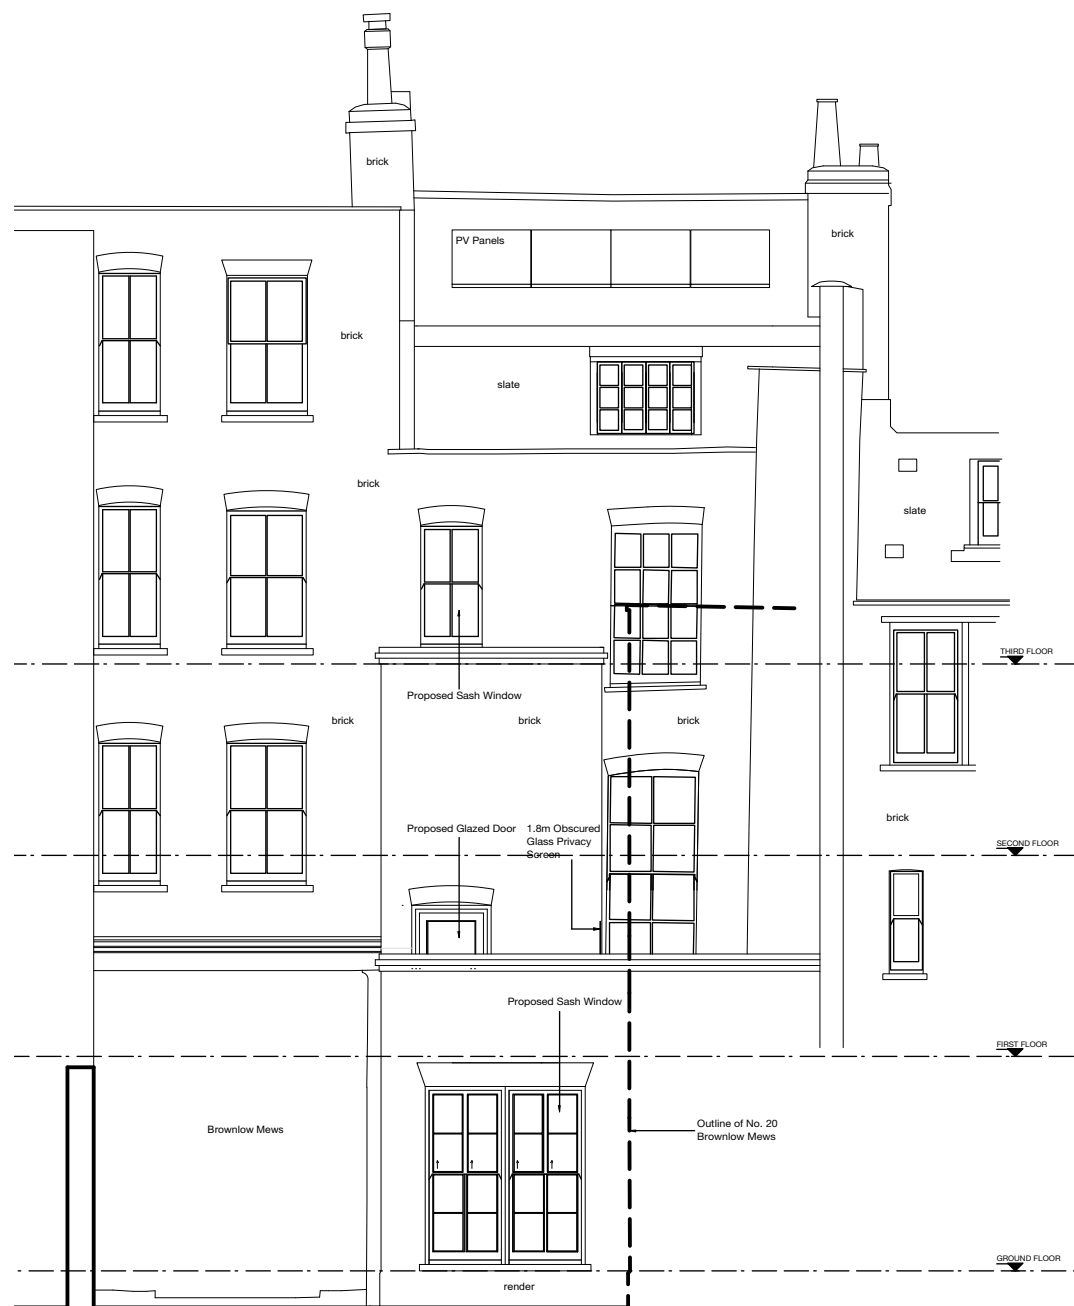 brick
PV Panels
brick
brick
slate
brick
slate
THIRD FLOOR
Proposed Sash Window
brick
brick
brick
brick
Proposed Glazed Door
1.8m Obscured
Glass Privacy
Screen
SECOND FLOOR
Proposed Sash Window
FIRST FLOOR
Brownlow Mews
Outline of No. 20
Brownlow Mews
GROUND FLOOR
render